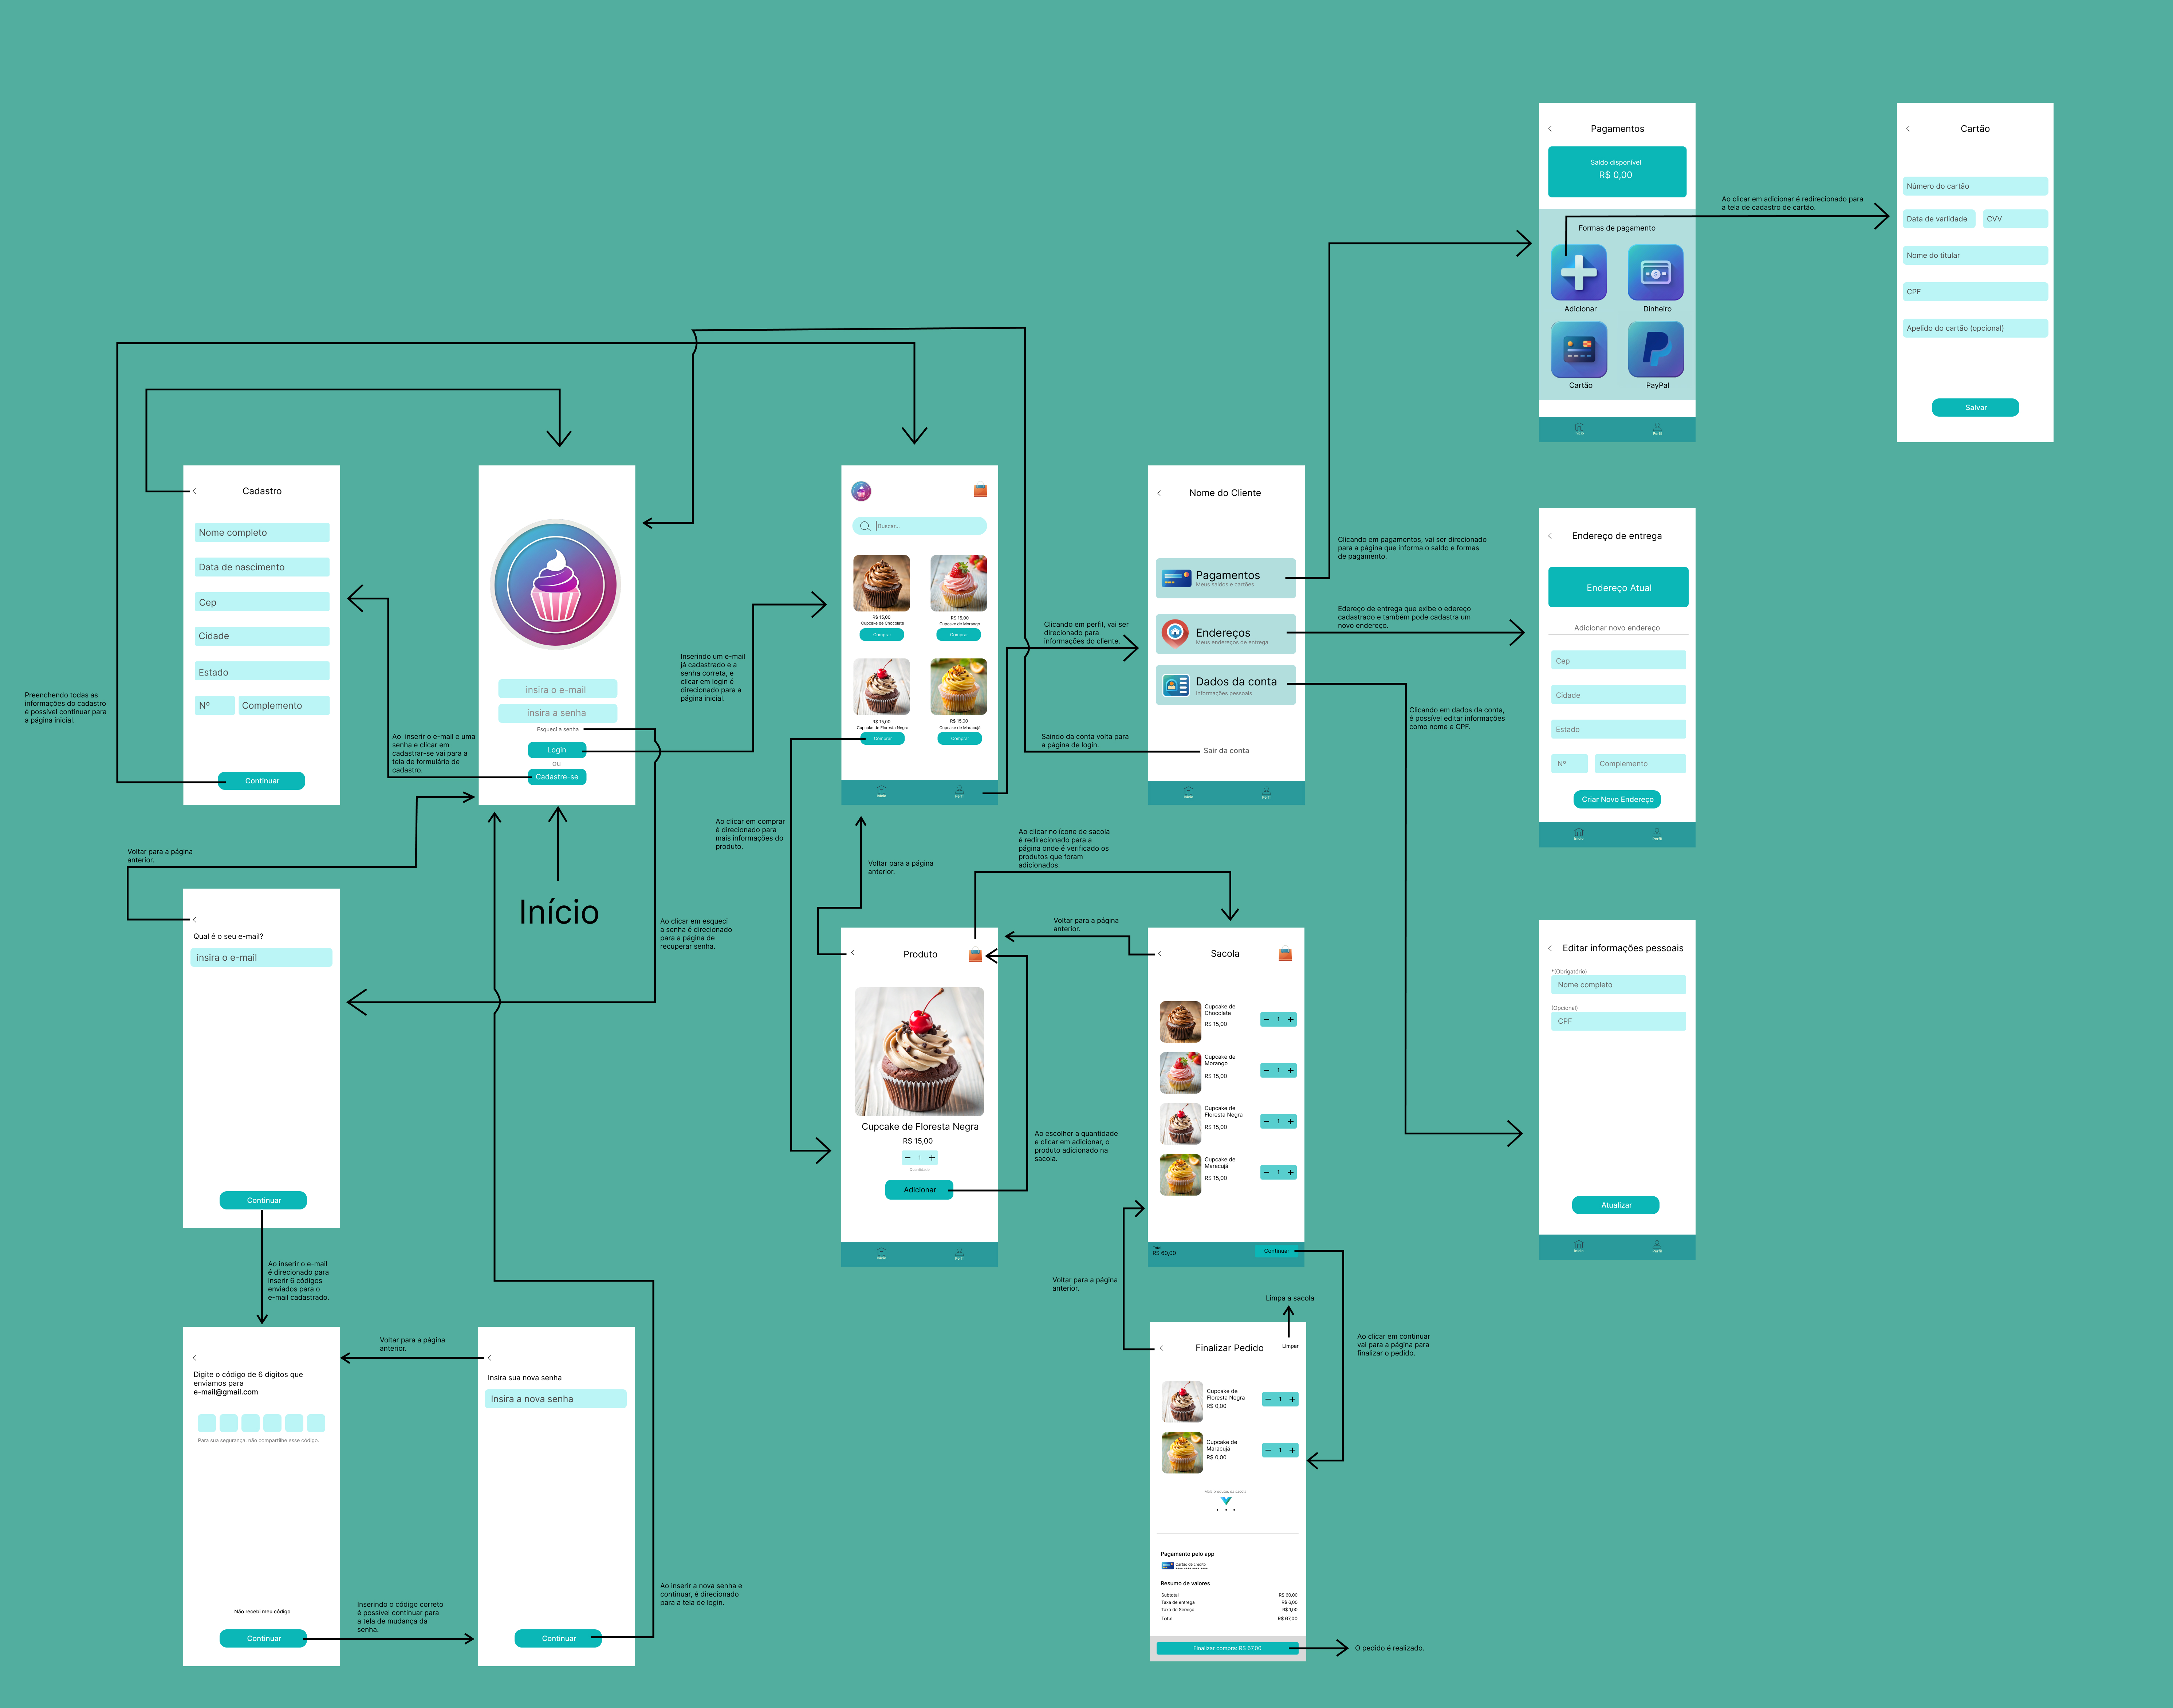 Pagamentos
Saldo disponível
R$ 0,00
Formas de pagamento
Adicionar
Dinheiro
Cartão
PayPal
Início
Perfil
Ao clicar em adicionar é redirecionado para
a tela de cadastro de cartão.
Cartão
Número do cartão
Data de varlidade
CVV
Nome do titular
CPF
Apelido do cartão (opcional)
Salvar
Cadastro
Nome completo
Data de nascimento
Cep
Cidade
Estado
Nº
Complemento
Continuar
Preenchendo todas as
informações do cadastro
é possível continuar para
a página inicial.
Ao inserir o e-mail e uma
senha e clicar em
cadastrar-se vai para a
tela de formulário de
cadastro.
insira o e-mail
insira a senha
Esqueci a senha
Login
ou
Cadastre-se
Início
Inserindo um e-mail
já cadastrado e a
senha correta, e
clicar em login é
direcionado para a
página inicial.
Buscar...
R$ 15,00
Cupcake de Chocolate
Comprar
R$ 15,00
Cupcake de Morango
Comprar
R$ 15,00
Cupcake de Floresta Negra
Comprar
R$ 15,00
Cupcake de Maracujá
Comprar
Início
Perfil
Clicando em perfil, vai ser
direcionado para
informações do cliente.
Nome do Cliente
Pagamentos
Meus saldos e cartões
Endereços
Meus endereços de entrega
Dados da conta
Informações pessoais
Sair da conta
Início
Perfil
Saindo da conta volta para
a página de login.
Clicando em pagamentos, vai ser direcionado
para a página que informa o saldo e formas
de pagamento.
Edereço de entrega que exibe o edereço
cadastrado e também pode cadastra um
novo endereço.
Clicando em dados da conta,
é possível editar informações
como nome e CPF.
Endereço de entrega
Endereço Atual
Adicionar novo endereço
Cep
Cidade
Estado
Nº
Complemento
Criar Novo Endereço
Início
Perfil
Voltar para a página
anterior.
Qual é o seu e-mail?
insira o e-mail
Continuar
Ao clicar em esqueci
a senha é direcionado
para a página de
recuperar senha.
Ao clicar em comprar
é direcionado para
mais informações do
produto.
Voltar para a página
anterior.
Ao clicar no ícone de sacola
é redirecionado para a
página onde é verificado os
produtos que foram
adicionados.
Voltar para a página
anterior.
Produto
Cupcake de Floresta Negra
R$ 15,00
1
Quantidade
Adicionar
Início
Perfil
Ao escolher a quantidade
e clicar em adicionar, o
produto adicionado na
sacola.
Sacola
Cupcake de
Chocolate
R$ 15,00
1
Cupcake de
Morango
R$ 15,00
1
Cupcake de
Floresta Negra
R$ 15,00
1
Cupcake de
Maracujá
R$ 15,00
1
Total
R$ 60,00
Continuar
Editar informações pessoais
*(Obrigatório)
Nome completo
(Opcional)
CPF
Atualizar
Início
Perfil
Ao inserir o e-mail
é direcionado para
inserir 6 códigos
enviados para o
e-mail cadastrado.
Digite o código de 6 digitos que
enviamos para
e-mail@gmail.com
Para sua segurança, não compartilhe esse código.
Não recebi meu código
Continuar
Voltar para a página
anterior.
Inserindo o código correto
é possível continuar para
a tela de mudança da
senha.
Insira sua nova senha
Insira a nova senha
Continuar
Ao inserir a nova senha e
continuar, é direcionado
para a tela de login.
Voltar para a página
anterior.
Limpa a sacola
Ao clicar em continuar
vai para a página para
finalizar o pedido.
Finalizar Pedido
Limpar
Cupcake de
Floresta Negra
R$ 0,00
1
Cupcake de
Maracujá
R$ 0,00
1
Mais produtos da sacola
Pagamento pelo app
Cartão de crédito
**** **** **** ****
Resumo de valores
Subtotal
R$ 60,00
Taxa de entrega
R$ 6,00
Taxa de Serviço
R$ 1,00
Total
R$ 67,00
Finalizar compra: R$ 67,00
O pedido é realizado.